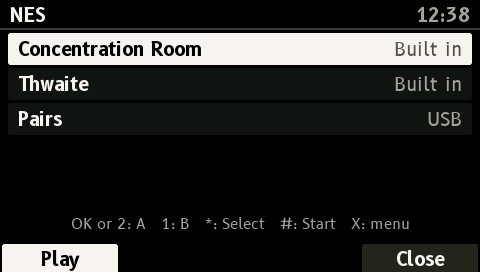 NES 12:38
Concentration Room Built in
Thwaite Built in
Pairs USB
OK or 2: A 1: B *: Select #: Start X: menu
Play Close